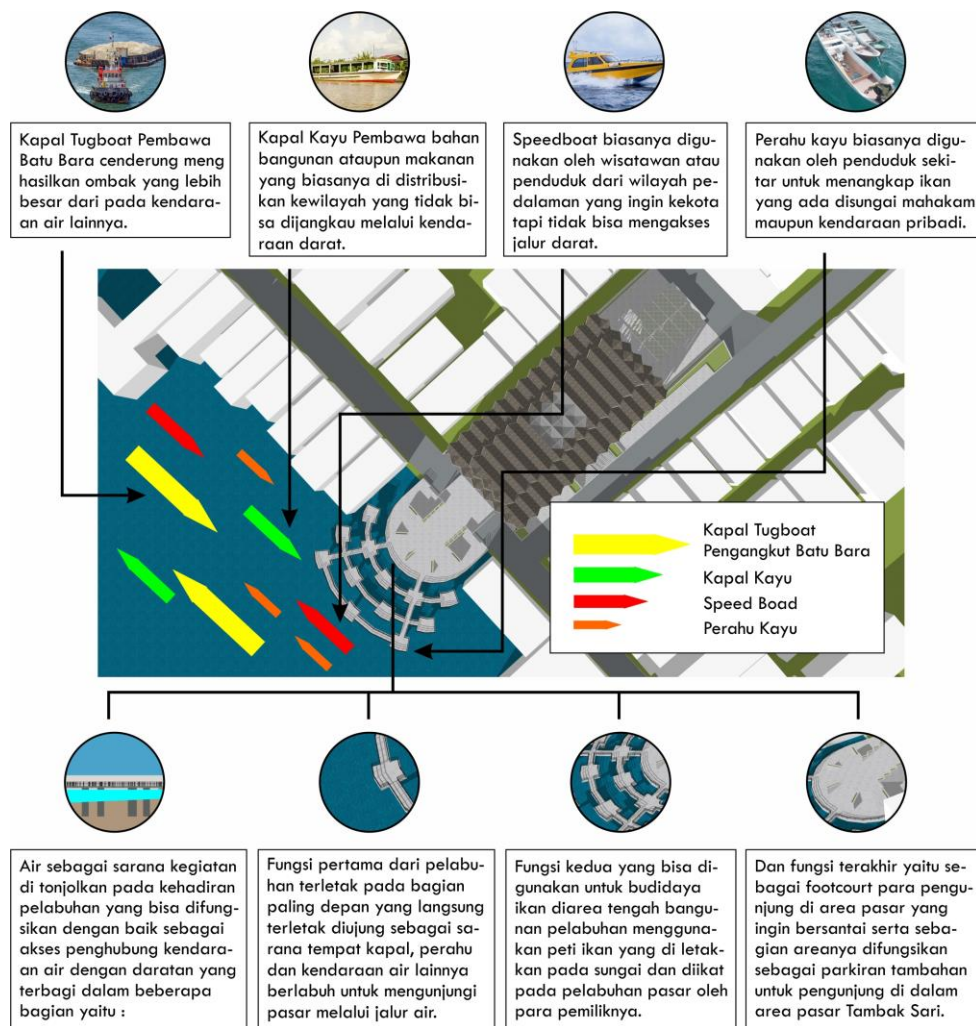 Kapal Tugboat Pembawa
Batu Bara cenderung meng
hasilkan ombak yang lebih
besar dari pada kendara-
an air lainnya.
Kapal Kayu Pembawa bahan
bangunan ataupun makanan
yang biasanya di distribusi-
kan kewilayah yang tidak bi-
sa dijangkau melalui kenda-
raan darat.
Speedboat biasanya digu-
nakan oleh wisatawan atau
penduduk dari wilayah pe-
dalaman yang ingin kekota
tapi tidak bisa mengakses
jalur darat.
Perahu kayu biasanya digu-
nakan oleh penduduk seki-
tar untuk menangkap ikan
yang ada disungai mahakam
maupun kendaraan pribadi.
Kapal Tugboat
Pengangkut Batu Bara
Kapal Kayu
Speed Boad
Perahu Kayu
Air sebagai sarana kegiatan
di tonjolkan pada kehadiran
pelabuhan yang bisa difung-
sikan dengan baik sebagai
akses penghubung kendara-
an air dengan daratan yang
terbagi dalam beberapa
bagian yaitu :
Fungsi pertama dari pelabu-
han terletak pada bagian
paling depan yang langsung
terletak diujung sebagai sa-
rana tempat kapal, perahu
dan kendaraan air lainnya
berlabuh untuk mengunjungi
pasar melalui jalur air.
Fungsi kedua yang bisa di-
gunakan untuk budidaya
ikan diarea tengah bangu-
nan pelabuhan menggu-
nakan peti ikan yang di letak-
kan pada sungai dan diikat
pada pelabuhan pasar oleh
para pemiliknya.
Dan fungsi terakhir yaitu se-
bagai footcourt para pengu-
njung di area pasar yang
ingin bersantai serta seba-
gian areanya difungsikan
sebagai parkiran tambahan
untuk pengunjung di dalam
area pasar Tambak Sari.